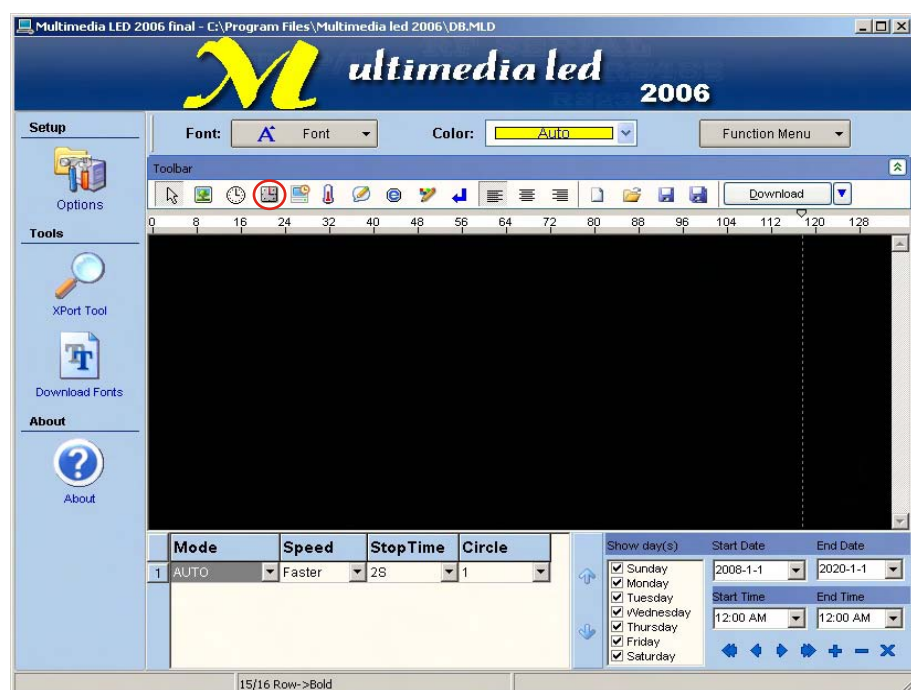 Multimedia LED 2006 final - C:\Program Files\Multimedia led 2006\DB.MLD
Multimedia led
2006
Setup
Font: A Font Color: Auto Function Menu
Toolbar
Options
Download
0 8 16 24 32 40 48 56 64 72 80 88 96 104 112 120 128
Tools
XPort Tool
Download Fonts
About
About
Mode Speed StopTime Circle
1 AUTO Faster 2S 1
Show day(s)
Sunday
Monday
Tuesday
Wednesday
Thursday
Friday
Saturday
Start Date End Date
2008-1-1 2020-1-1
Start Time End Time
12:00 AM 12:00 AM
15/16 Row->Bold